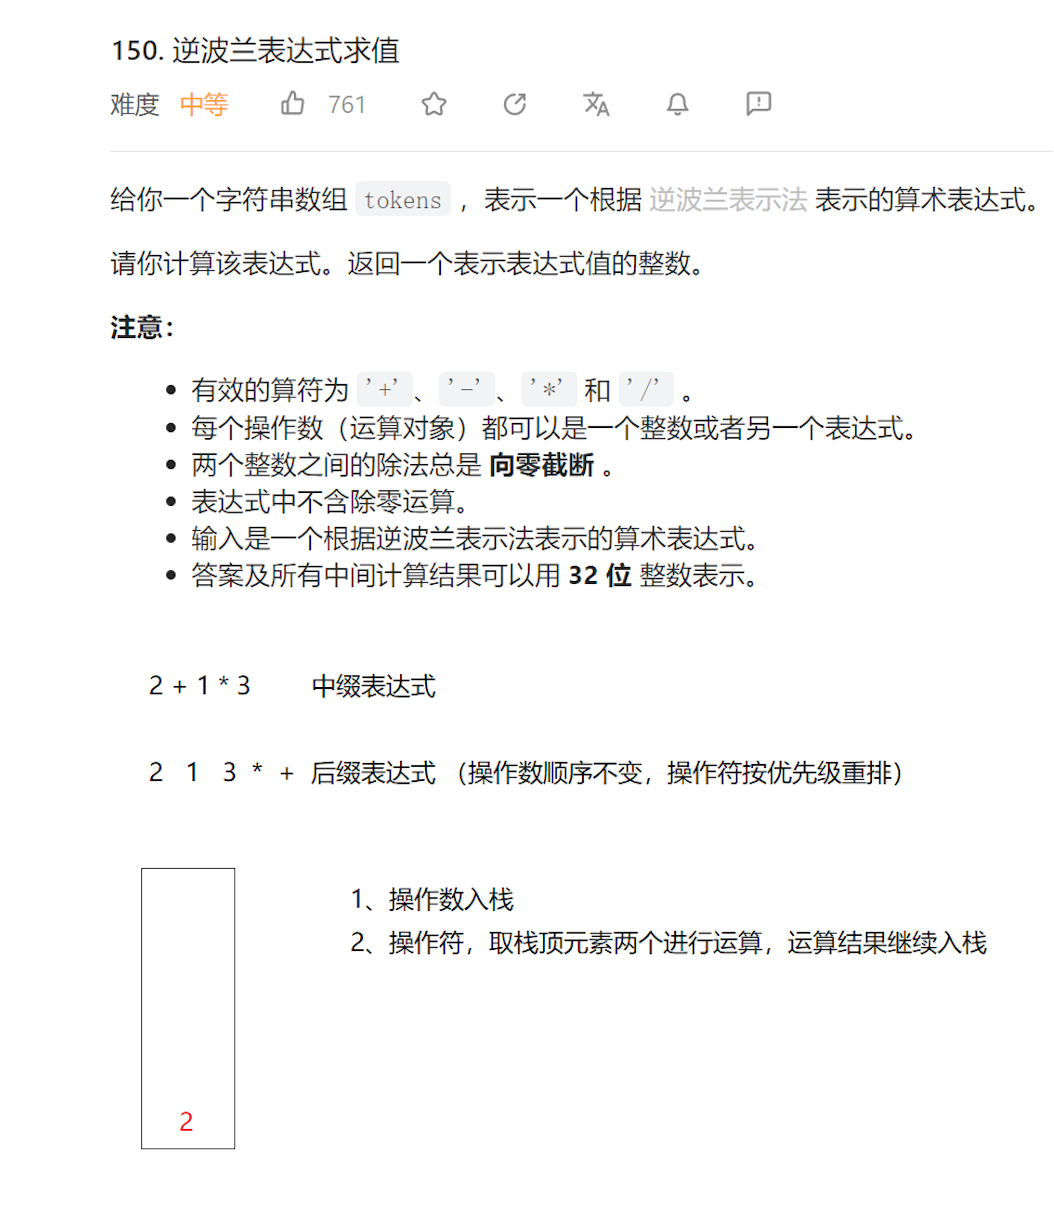 150. 逆波兰表达式求值
难度 中等 761
给你一个字符串数组 tokens ，表示一个根据 逆波兰表示法 表示的算术表达式。
请你计算该表达式。返回一个表示表达式值的整数。
注意：
有效的算符为 '+'、'-'、'*' 和 '/' 。
每个操作数（运算对象）都可以是一个整数或者另一个表达式。
两个整数之间的除法总是 向零截断 。
表达式中不含除零运算。
输入是一个根据逆波兰表示法表示的算术表达式。
答案及所有中间计算结果可以用 32 位 整数表示。
2 + 1 * 3 中缀表达式
2 1 3 * + 后缀表达式 （操作数顺序不变，操作符按优先级重排）
1、操作数入栈
2、操作符，取栈顶元素两个进行运算，运算结果继续入栈
2